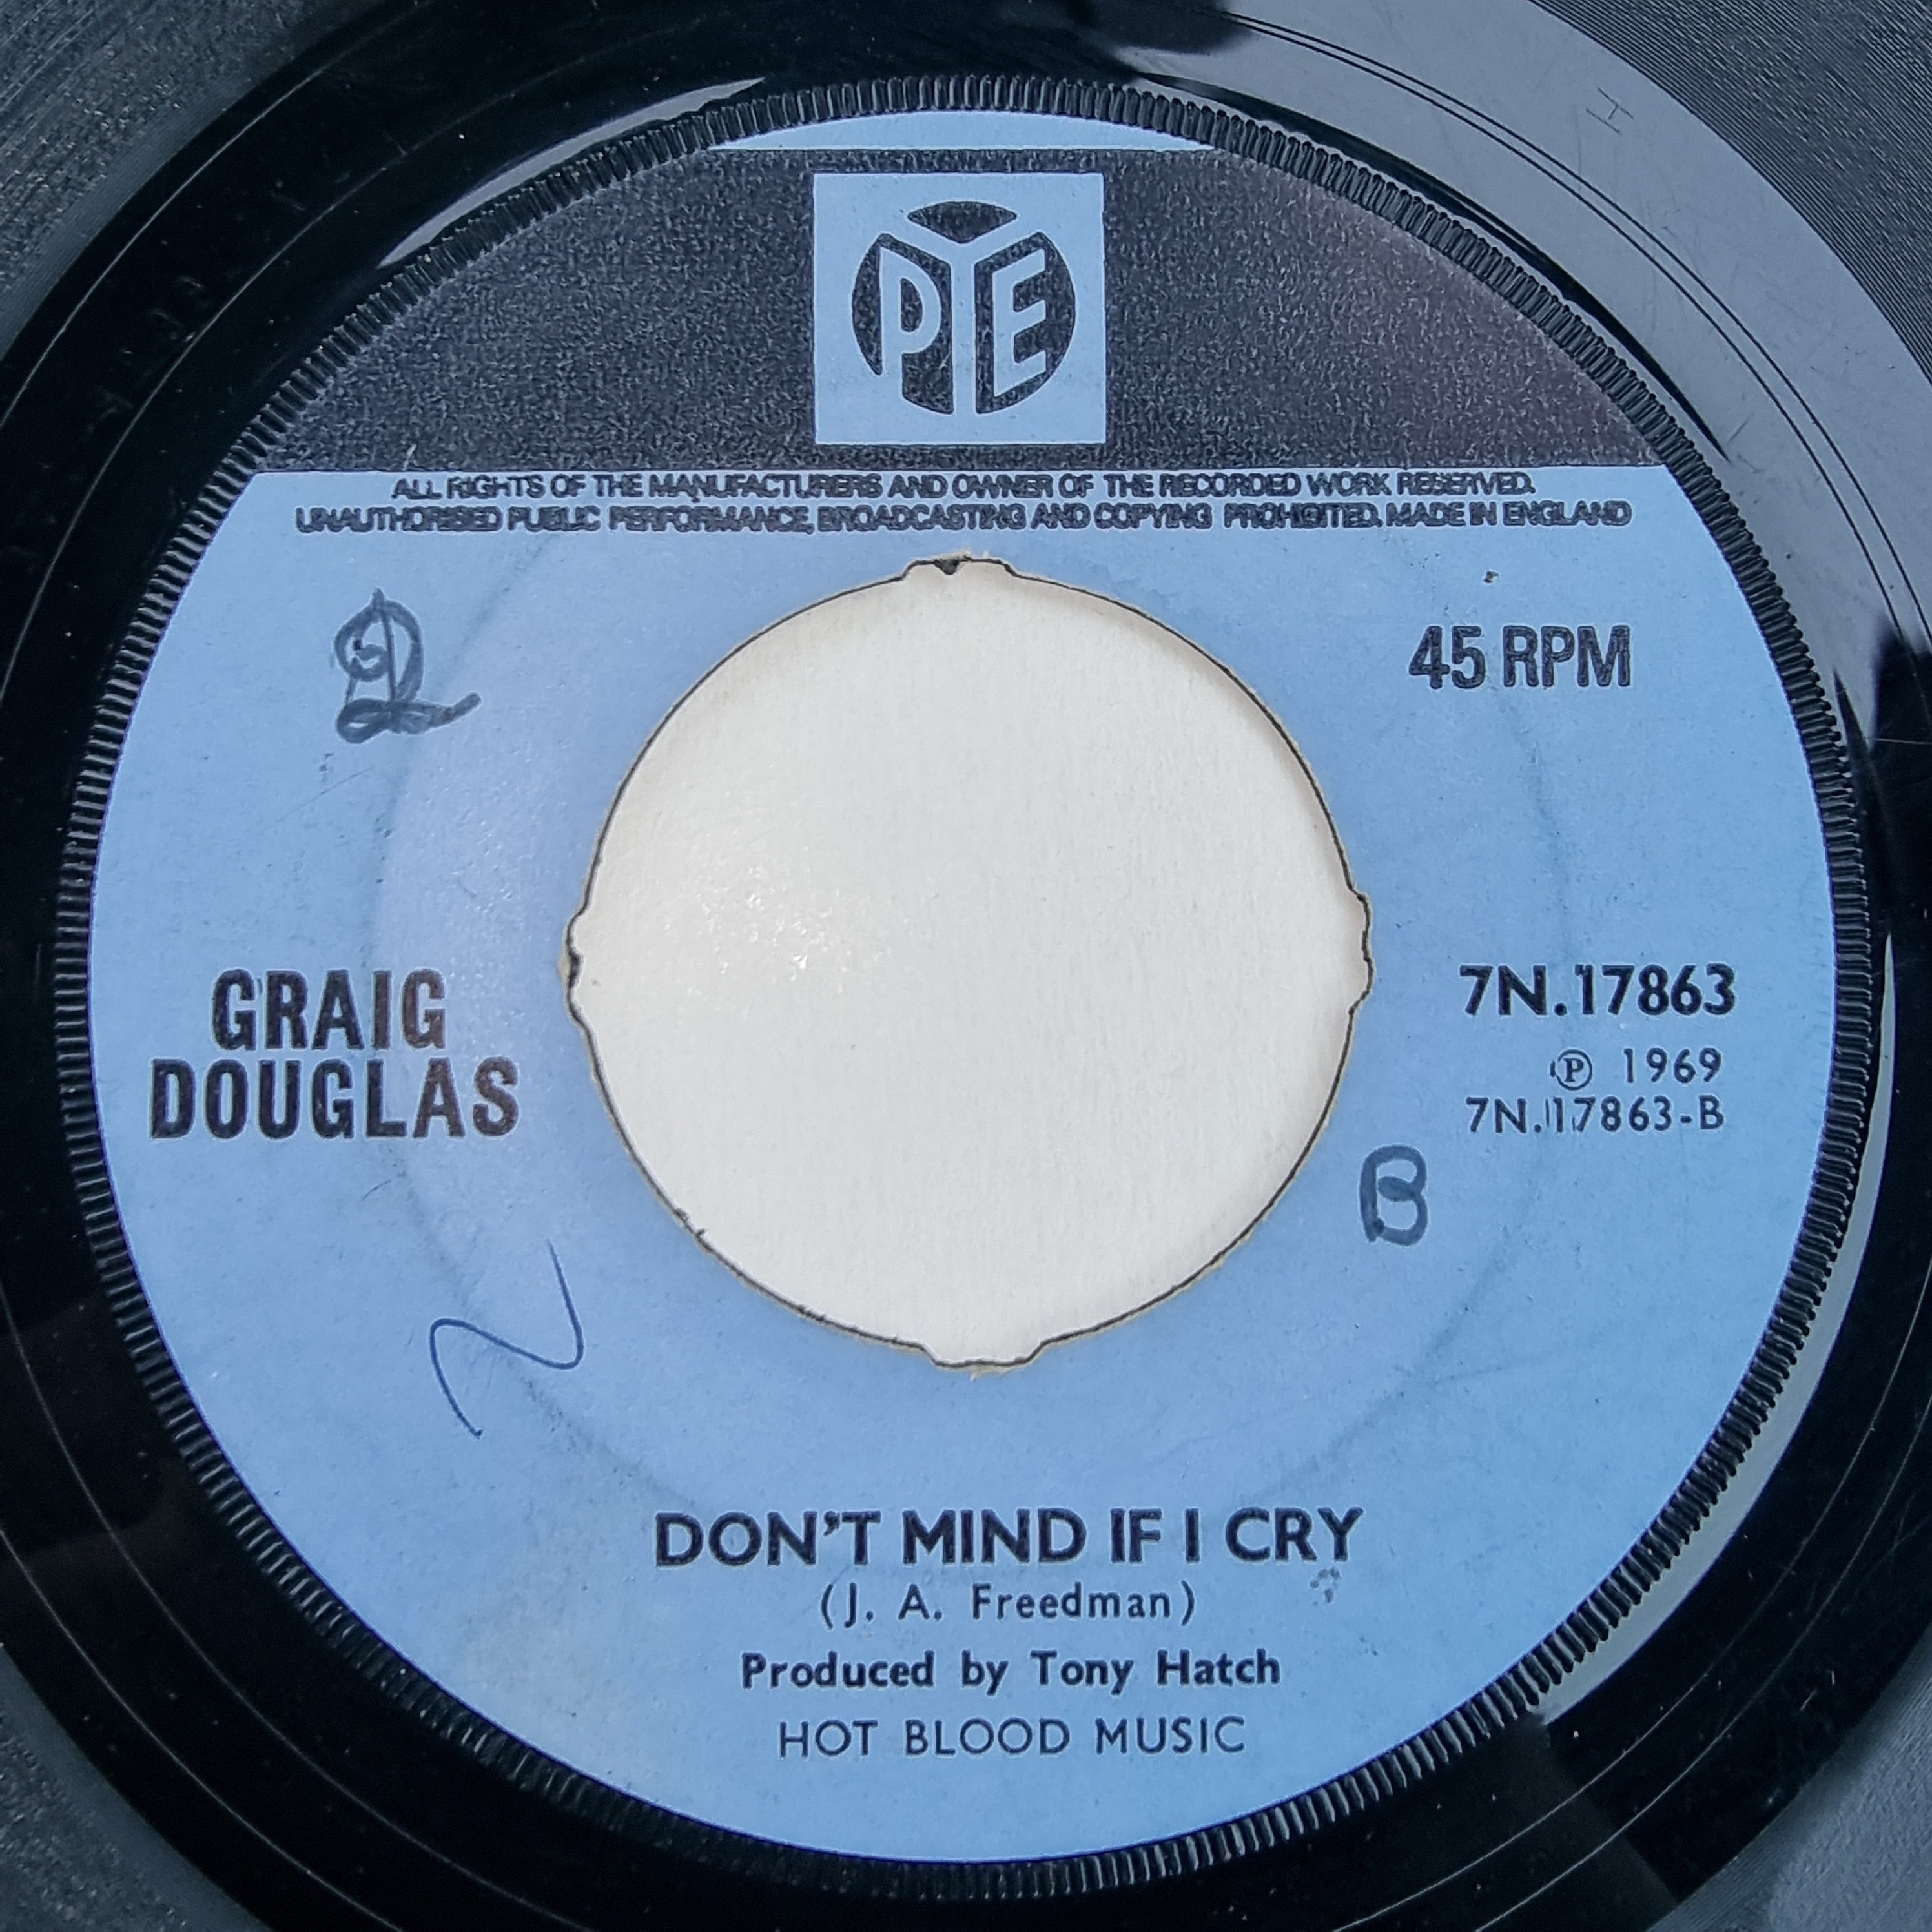 PYE
ALL RIGHTS OF THE MANUFACTURERS AND OWNER OF THE RECORDED WORK RESERVED.
UNAUTHORISED PUBLIC PERFORMANCE, BROADCASTING AND COPYING PROHIBITED. MADE IN ENGLAND
2
45 RPM
GRAIG
DOUGLAS
7N.17863
℗ 1969
7N.17863-B
B
DON'T MIND IF I CRY
(J. A. Freedman)
Produced by Tony Hatch
HOT BLOOD MUSIC